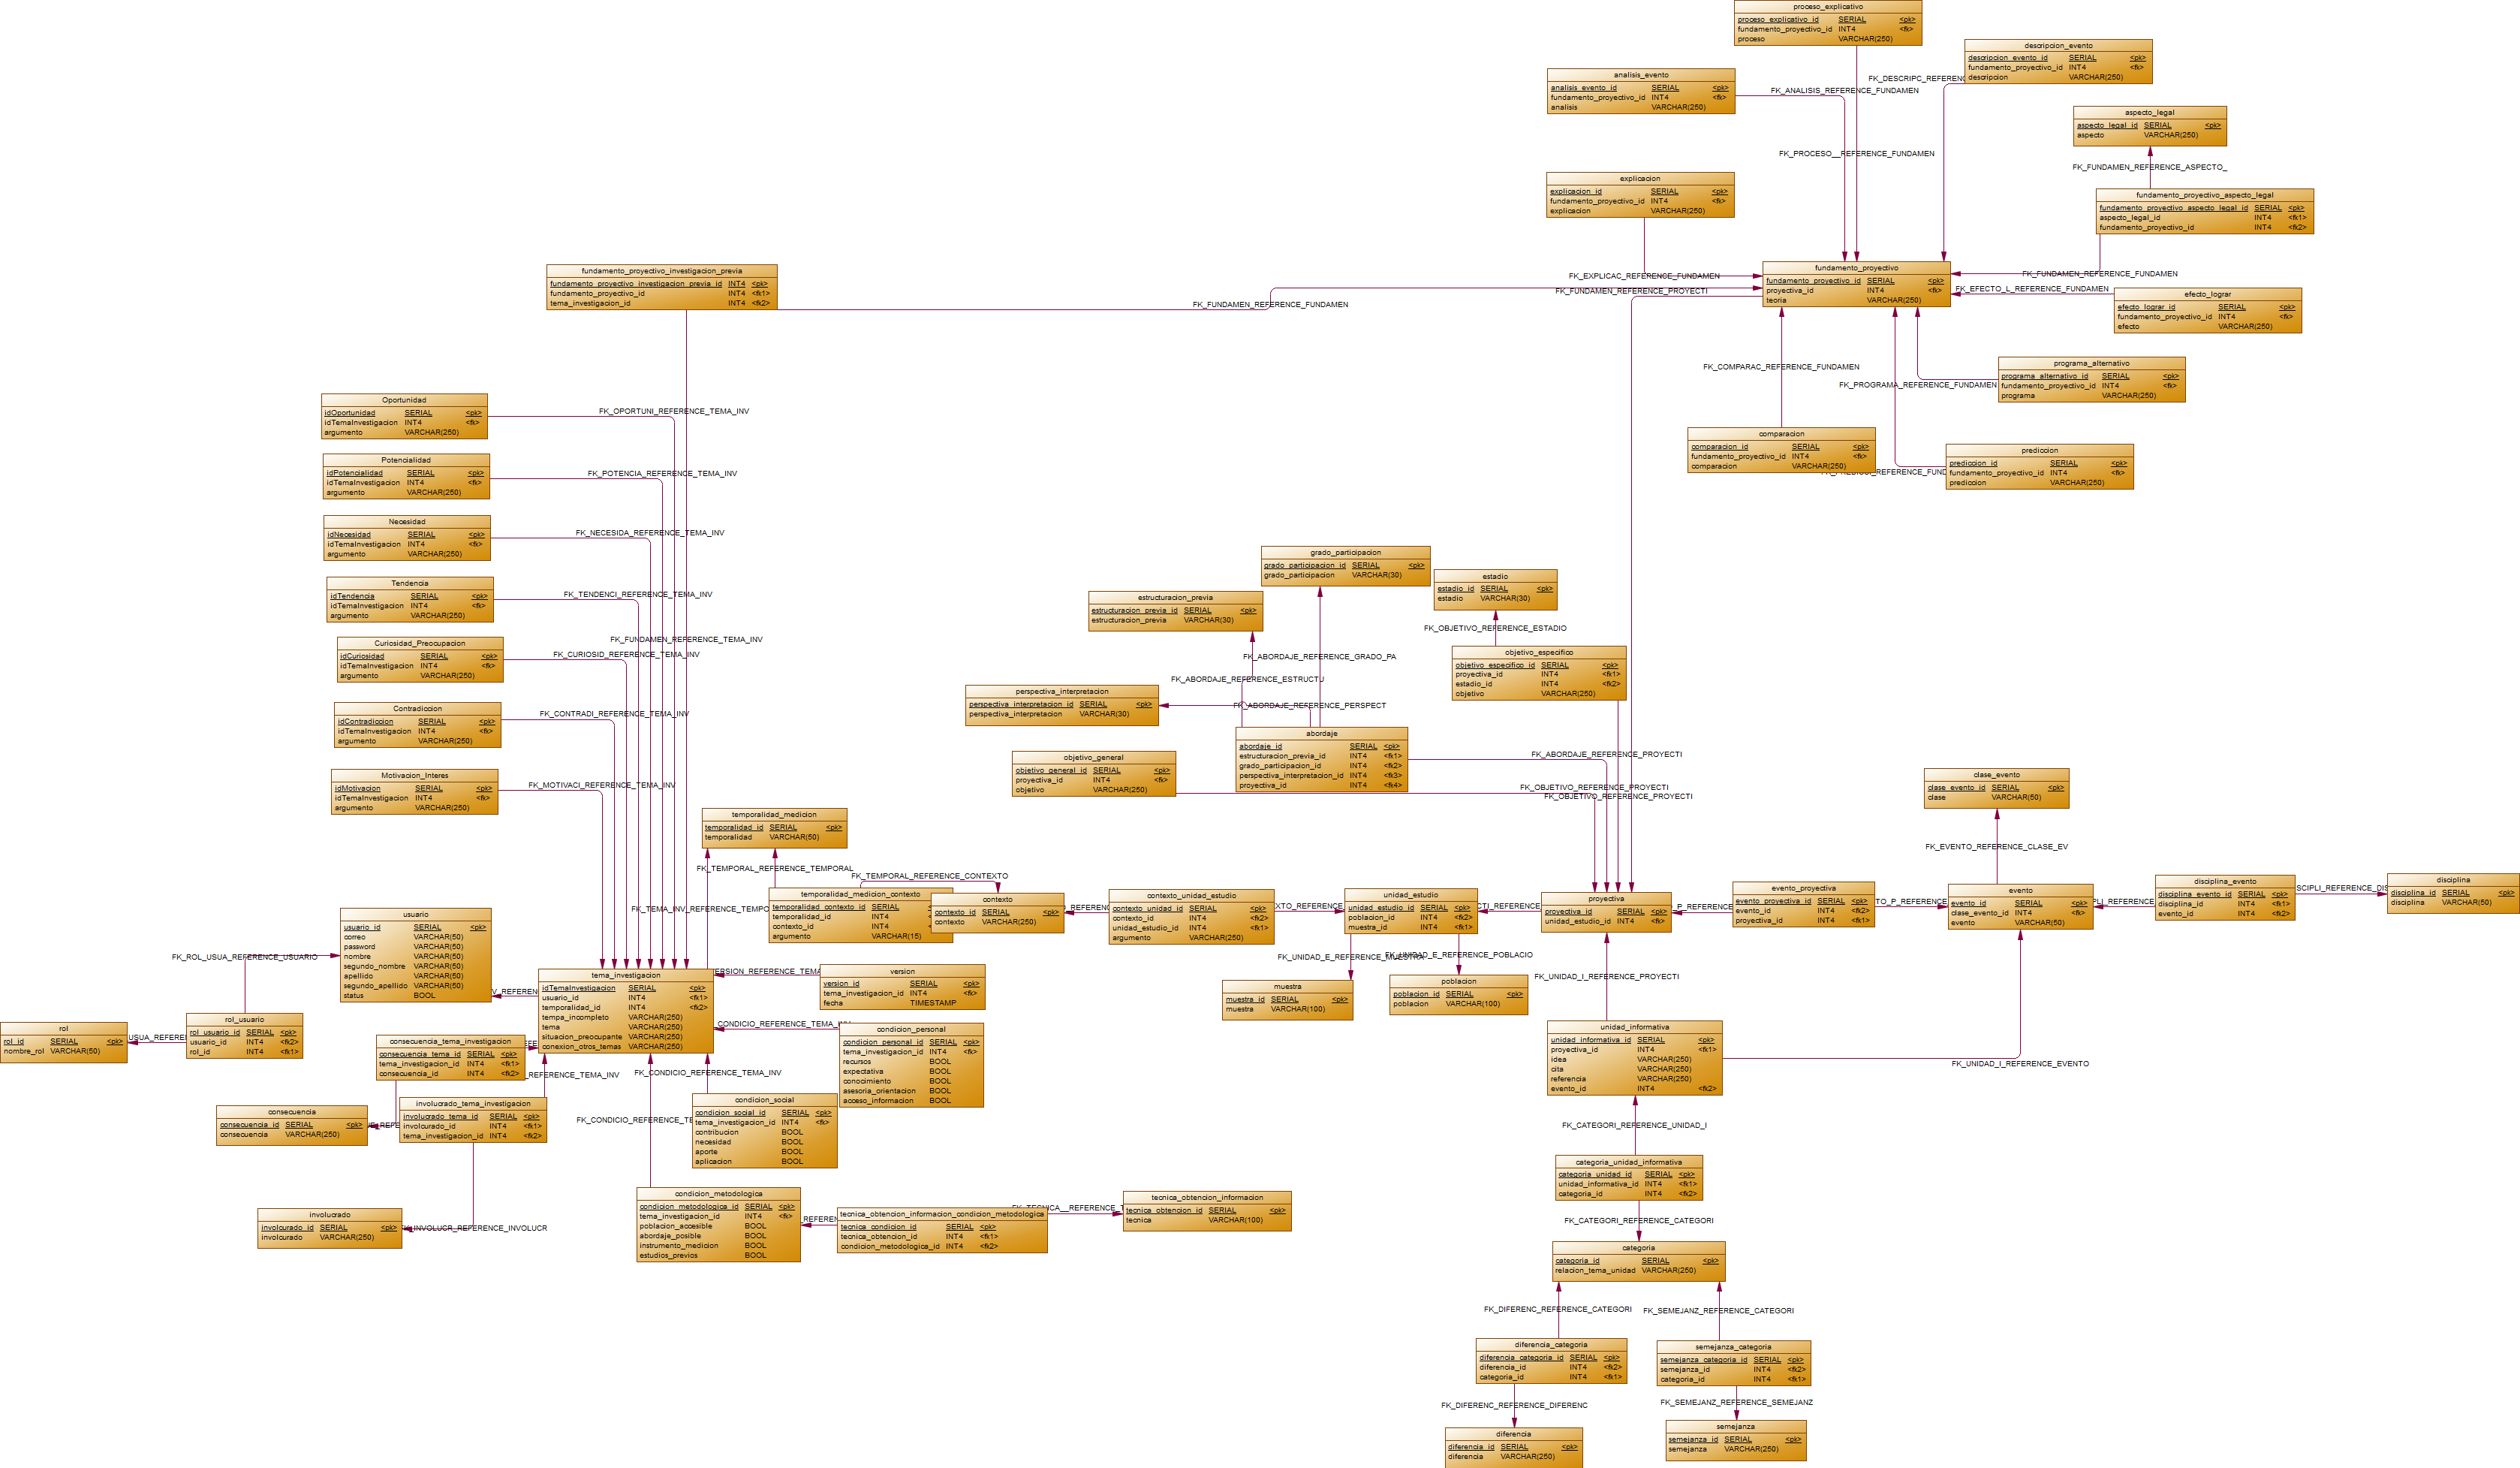 proceso_explicativo
proceso_explicativo_id SERIAL <pk>
fundamento_proyectivo_id INT4 <fk>
proceso VARCHAR(250)
descripcion_evento
descripcion_evento_id SERIAL <pk>
fundamento_proyectivo_id INT4 <fk>
descripcion VARCHAR(250)
analisis_evento
analisis_evento_id SERIAL <pk>
fundamento_proyectivo_id INT4 <fk>
analisis VARCHAR(250)
FK_DESCRIPC_REFERENC
FK_ANALISIS_REFERENCE_FUNDAMEN
aspecto_legal
aspecto_legal_id SERIAL <pk>
aspecto VARCHAR(250)
FK_PROCESO__REFERENCE_FUNDAMEN
FK_FUNDAMEN_REFERENCE_ASPECTO_
explicacion
explicacion_id SERIAL <pk>
fundamento_proyectivo_id INT4 <fk>
explicacion VARCHAR(250)
fundamento_proyectivo_aspecto_legal
fundamento_proyectivo_aspecto_legal_id SERIAL <pk>
aspecto_legal_id INT4 <fk1>
fundamento_proyectivo_id INT4 <fk2>
fundamento_proyectivo_investigacion_previa
fundamento_proyectivo_investigacion_previa_id INT4 <pk>
fundamento_proyectivo_id INT4 <fk1>
tema_investigacion_id INT4 <fk2>
FK_EXPLICAC_REFERENCE_FUNDAMEN
fundamento_proyectivo
fundamento_proyectivo_id SERIAL <pk>
proyectiva_id INT4 <fk>
teoria VARCHAR(250)
FK_FUNDAMEN_REFERENCE_FUNDAMEN
FK_FUNDAMEN_REFERENCE_PROYECTI
FK_EFECTO_L_REFERENCE_FUNDAMEN
FK_FUNDAMEN_REFERENCE_FUNDAMEN
efecto_lograr
efecto_lograr_id SERIAL <pk>
fundamento_proyectivo_id INT4 <fk>
efecto VARCHAR(250)
FK_COMPARAC_REFERENCE_FUNDAMEN
FK_PROGRAMA_REFERENCE_FUNDAMEN
programa_alternativo
programa_alternativo_id SERIAL <pk>
fundamento_proyectivo_id INT4 <fk>
programa VARCHAR(250)
comparacion
comparacion_id SERIAL <pk>
fundamento_proyectivo_id INT4 <fk>
comparacion VARCHAR(250)
prediccion
prediccion_id SERIAL <pk>
fundamento_proyectivo_id INT4 <fk>
prediccion VARCHAR(250)
Oportunidad
idOportunidad SERIAL <pk>
idTemaInvestigacion INT4 <fk>
argumento VARCHAR(250)
FK_OPORTUNI_REFERENCE_TEMA_INV
Potencialidad
idPotencialidad SERIAL <pk>
idTemaInvestigacion INT4 <fk>
argumento VARCHAR(250)
FK_POTENCIA_REFERENCE_TEMA_INV
Necesidad
idNecesidad SERIAL <pk>
idTemaInvestigacion INT4 <fk>
argumento VARCHAR(250)
FK_NECESIDA_REFERENCE_TEMA_INV
Tendencia
idTendencia SERIAL <pk>
idTemaInvestigacion INT4 <fk>
argumento VARCHAR(250)
FK_TENDENCI_REFERENCE_TEMA_INV
FK_FUNDAMEN_REFERENCE_TEMA_INV
Curiosidad_Preocupacion
idCuriosidad SERIAL <pk>
idTemaInvestigacion INT4 <fk>
argumento VARCHAR(250)
FK_CURIOSID_REFERENCE_TEMA_INV
Contradiccion
idContradiccion SERIAL <pk>
idTemaInvestigacion INT4 <fk>
argumento VARCHAR(250)
FK_CONTRADI_REFERENCE_TEMA_INV
Motivacion_Interes
idMotivacion SERIAL <pk>
idTemaInvestigacion INT4 <fk>
argumento VARCHAR(250)
FK_MOTIVACI_REFERENCE_TEMA_INV
grado_participacion
grado_participacion_id SERIAL <pk>
grado_participacion VARCHAR(30)
estadio
estadio_id SERIAL <pk>
estadio VARCHAR(30)
estructuracion_previa
estructuracion_previa_id SERIAL <pk>
estructuracion_previa VARCHAR(30)
FK_OBJETIVO_REFERENCE_ESTADIO
FK_ABORDAJE_REFERENCE_GRADO_PA
FK_ABORDAJE_REFERENCE_ESTRUCTU
objetivo_especifico
objetivo_especifico_id SERIAL <pk>
proyectiva_id INT4 <fk1>
estadio_id INT4 <fk2>
objetivo VARCHAR(250)
perspectiva_interpretacion
perspectiva_interpretacion_id SERIAL <pk>
perspectiva_interpretacion VARCHAR(30)
FK_ABORDAJE_REFERENCE_PERSPECT
abordaje
abordaje_id SERIAL <pk>
estructuracion_previa_id INT4 <fk1>
grado_participacion_id INT4 <fk2>
perspectiva_interpretacion_id INT4 <fk3>
proyectiva_id INT4 <fk4>
FK_ABORDAJE_REFERENCE_PROYECTI
objetivo_general
objetivo_general_id SERIAL <pk>
proyectiva_id INT4 <fk>
objetivo VARCHAR(250)
FK_OBJETIVO_REFERENCE_PROYECTI
FK_OBJETIVO_REFERENCE_PROYECTI
clase_evento
clase_evento_id SERIAL <pk>
clase VARCHAR(50)
FK_EVENTO_REFERENCE_CLASE_EV
temporalidad_medicion
temporalidad_id SERIAL <pk>
temporalidad VARCHAR(50)
FK_TEMPORAL_REFERENCE_TEMPORAL
FK_TEMPORAL_REFERENCE_CONTEXTO
temporalidad_medicion_contexto
temporalidad_contexto_id SERIAL
temporalidad_id INT4
contexto_id INT4
argumento VARCHAR(15)
FK_TEMA_INV_REFERENCE_TEMPO
contexto
contexto_id SERIAL <pk>
contexto VARCHAR(250)
contexto_unidad_estudio
contexto_unidad_id SERIAL <pk>
contexto_id INT4 <fk2>
unidad_estudio_id INT4 <fk1>
argumento VARCHAR(250)
unidad_estudio
unidad_estudio_id SERIAL <pk>
poblacion_id INT4 <fk2>
muestra_id INT4 <fk1>
proyectiva
proyectiva_id SERIAL <pk>
unidad_estudio_id INT4 <fk>
evento_proyectiva
evento_proyectiva_id SERIAL <pk>
evento_id INT4 <fk2>
proyectiva_id INT4 <fk1>
evento
evento_id SERIAL <pk>
clase_evento_id INT4 <fk>
evento VARCHAR(50)
disciplina_evento
disciplina_evento_id SERIAL <pk>
disciplina_id INT4 <fk1>
evento_id INT4 <fk2>
disciplina
disciplina_id SERIAL <pk>
disciplina VARCHAR(50)
usuario
usuario_id SERIAL <pk>
correo VARCHAR(50)
password VARCHAR(50)
nombre VARCHAR(50)
segundo_nombre VARCHAR(50)
apellido VARCHAR(50)
segundo_apellido VARCHAR(50)
status BOOL
FK_ROL_USUA_REFERENCE_USUARIO
rol
rol_id SERIAL <pk>
nombre_rol VARCHAR(50)
rol_usuario
rol_usuario_id SERIAL <pk>
usuario_id INT4 <fk2>
rol_id INT4 <fk1>
tema_investigacion
idTemaInvestigacion SERIAL <pk>
usuario_id INT4 <fk1>
temporalidad_id INT4 <fk2>
tempa_incompleto VARCHAR(250)
tema VARCHAR(250)
situacion_preocupante VARCHAR(250)
conexion_otros_temas VARCHAR(250)
version
version_id SERIAL <pk>
tema_investigacion_id INT4 <fk>
fecha TIMESTAMP
condicion_personal
condicion_personal_id SERIAL <pk>
tema_investigacion_id INT4 <fk>
recursos BOOL
expectativa BOOL
conocimiento BOOL
asesoria_orientacion BOOL
acceso_informacion BOOL
muestra
muestra_id SERIAL <pk>
muestra VARCHAR(100)
poblacion
poblacion_id SERIAL <pk>
poblacion VARCHAR(100)
FK_UNIDAD_E_REFERENCE_POBLACIO
FK_UNIDAD_I_REFERENCE_PROYECTI
unidad_informativa
unidad_informativa_id SERIAL <pk>
proyectiva_id INT4 <fk1>
idea VARCHAR(250)
cita VARCHAR(250)
referencia VARCHAR(250)
evento_id INT4 <fk2>
FK_UNIDAD_I_REFERENCE_EVENTO
consecuencia_tema_investigacion
consecuencia_tema_id SERIAL <pk>
tema_investigacion_id INT4 <fk1>
consecuencia_id INT4 <fk2>
_REFERENCE_TEMA_INV
FK_CONDICIO_REFERENCE_TEMA_INV
consecuencia
consecuencia_id SERIAL <pk>
consecuencia VARCHAR(250)
involucrado_tema_investigacion
involucrado_tema_id SERIAL <pk>
involcurado_id INT4 <fk1>
tema_investigacion_id INT4 <fk2>
condicion_social
condicion_social_id SERIAL <pk>
tema_investigacion_id INT4 <fk>
contribucion BOOL
necesidad BOOL
aporte BOOL
aplicacion BOOL
FK_CONDICIO_REFERENCE_TE
FK_CATEGORI_REFERENCE_UNIDAD_I
categoria_unidad_informativa
categoria_unidad_id SERIAL <pk>
unidad_informativa_id INT4 <fk1>
categoria_id INT4 <fk2>
FK_CATEGORI_REFERENCE_CATEGORI
involucrado
involcurado_id SERIAL <pk>
involcurado VARCHAR(250)
FK_INVOLUCR_REFERENCE_INVOLUCR
condicion_metodologica
condicion_metodologica_id SERIAL <pk>
tema_investigacion_id INT4 <fk>
poblacion_accesible BOOL
abordaje_posible BOOL
instrumento_medicion BOOL
estudios_previos BOOL
tecnica_obtencion_informacion_condicion_metodologica
tecnica_condicion_id SERIAL <pk>
tecnica_obtencion_id INT4 <fk1>
condicion_metodologica_id INT4 <fk2>
tecnica_obtencion_informacion
tecnica_obtencion_id SERIAL <pk>
tecnica VARCHAR(100)
categoria
categoria_id SERIAL <pk>
relacion_tema_unidad VARCHAR(250)
FK_DIFERENC_REFERENCE_CATEGORI
FK_SEMEJANZ_REFERENCE_CATEGORI
diferencia_categoria
diferencia_categoria_id SERIAL <pk>
diferencia_id INT4 <fk2>
categoria_id INT4 <fk1>
semejanza_categoria
semejanza_categoria_id SERIAL <pk>
semejanza_id INT4 <fk2>
categoria_id INT4 <fk1>
FK_DIFERENC_REFERENCE_DIFERENC
FK_SEMEJANZ_REFERENCE_SEMEJANZ
diferencia
diferencia_id SERIAL <pk>
diferencia VARCHAR(250)
semejanza
semejanza_id SERIAL <pk>
semejanza VARCHAR(250)